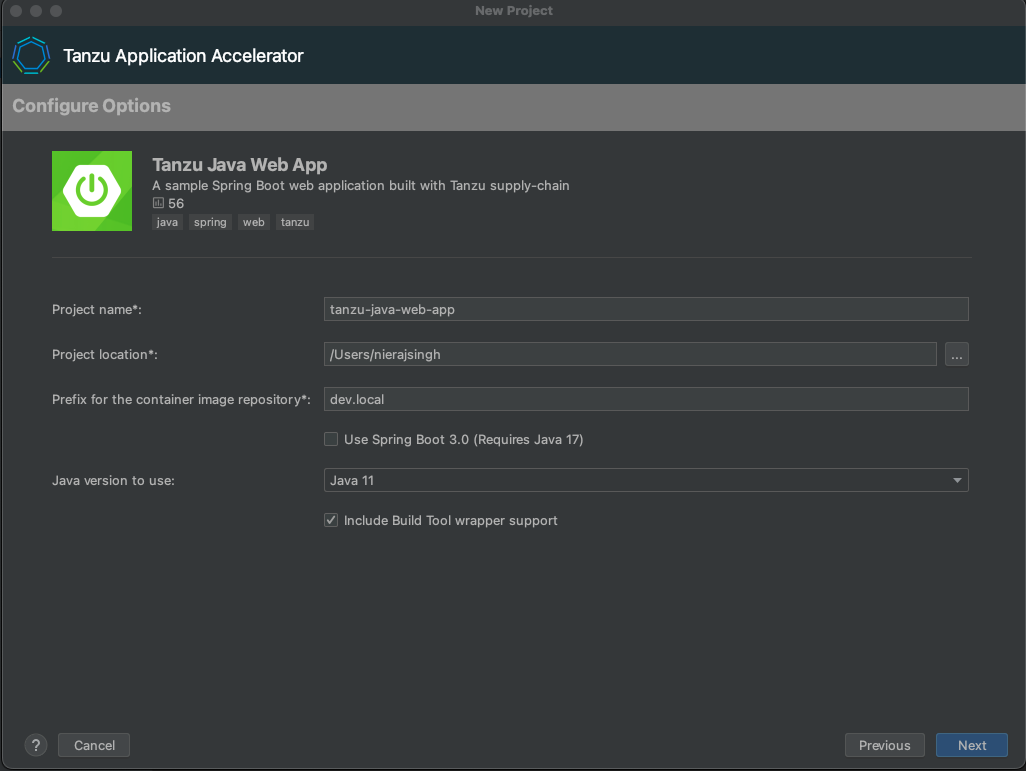 New Project
Tanzu Application Accelerator
Configure Options
Tanzu Java Web App
A sample Spring Boot web application built with Tanzu supply-chain
56
java spring web tanzu
Project name*: tanzu-java-web-app
Project location*: /Users/nierajsingh ...
Prefix for the container image repository*: dev.local
Use Spring Boot 3.0 (Requires Java 17)
Java version to use: Java 11
Include Build Tool wrapper support
? Cancel Previous Next